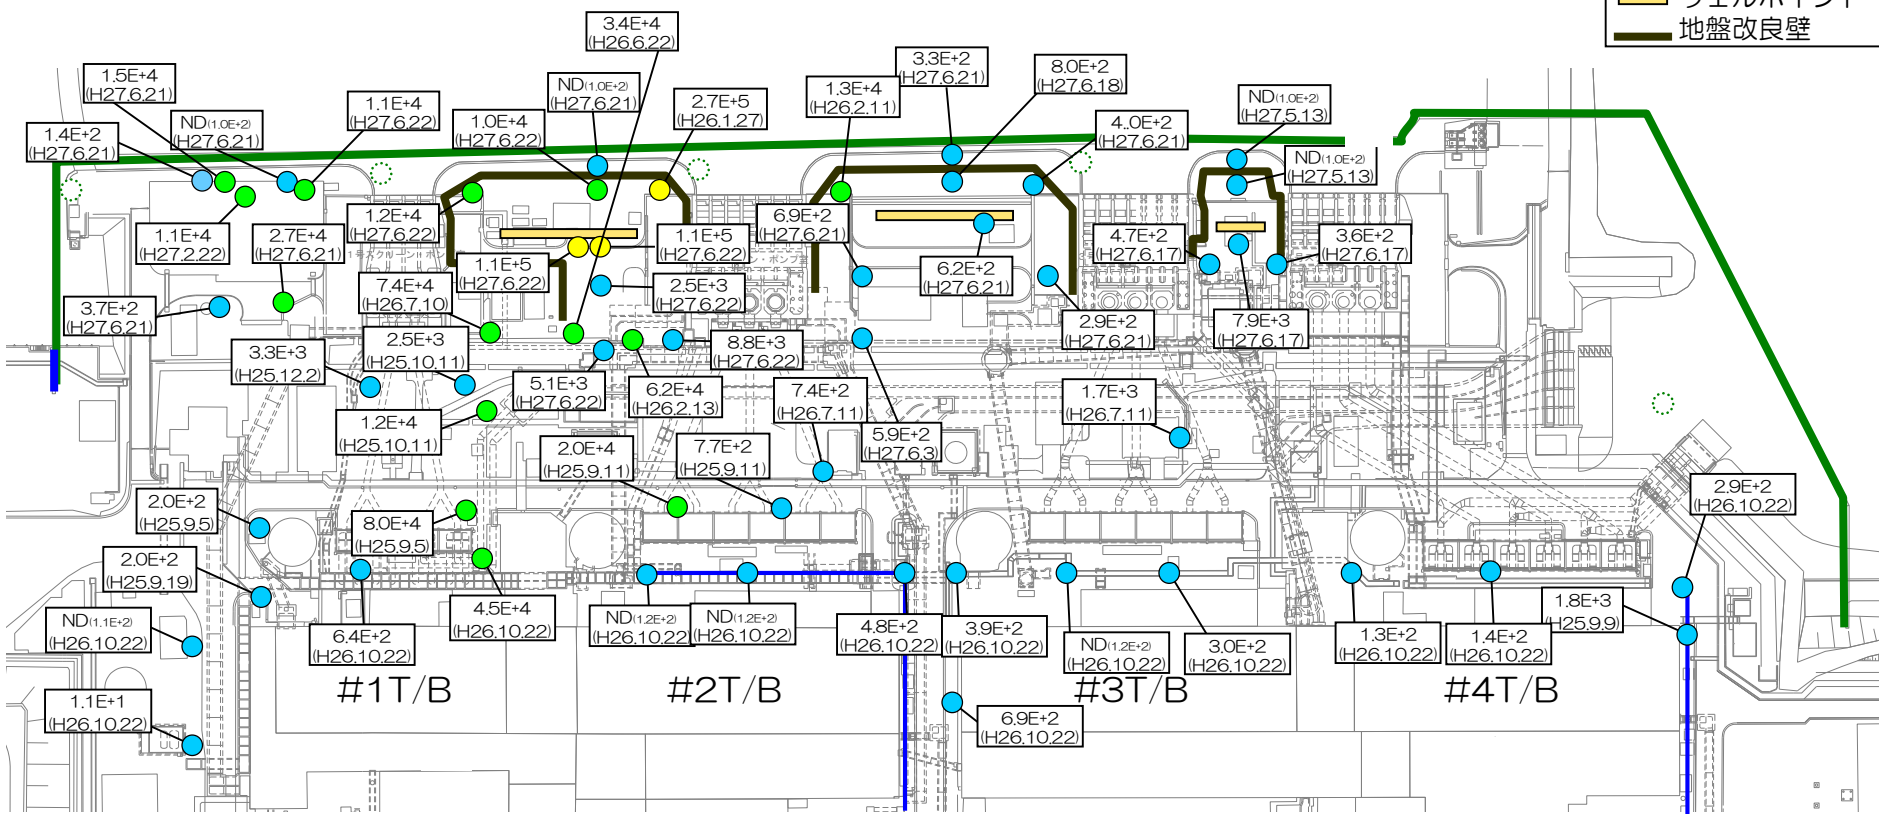 ウェルポイント
地盤改良壁
3.4E+4
(H26.6.22)
1.5E+4
(H27.6.21)
ND(1.0E+2)
(H27.6.21)
1.1E+4
(H27.6.22)
1.4E+2
(H27.6.21)
1.0E+4
(H27.6.22)
ND(1.0E+2)
(H27.6.21)
2.7E+5
(H26.1.27)
1.3E+4
(H26.2.11)
3.3E+2
(H27.6.21)
8.0E+2
(H27.6.18)
4..0E+2
(H27.6.21)
ND(1.0E+2)
(H27.5.13)
ND(1.0E+2)
(H27.5.13)
1.1E+4
(H27.2.22)
2.7E+4
(H27.6.21)
1.2E+4
(H27.6.22)
1.1E+5
(H27.6.22)
1.1E+5
(H27.6.22)
6.9E+2
(H27.6.21)
6.2E+2
(H27.6.21)
4.7E+2
(H27.6.17)
3.6E+2
(H27.6.17)
3.7E+2
(H27.6.21)
7.4E+4
(H26.7.10)
2.5E+3
(H27.6.22)
2.9E+2
(H27.6.21)
7.9E+3
(H27.6.17)
3.3E+3
(H25.12.2)
2.5E+3
(H25.10.11)
5.1E+3
(H27.6.22)
8.8E+3
(H27.6.22)
6.2E+4
(H26.2.13)
7.4E+2
(H26.7.11)
1.7E+3
(H26.7.11)
1.2E+4
(H25.10.11)
2.0E+4
(H25.9.11)
7.7E+2
(H25.9.11)
5.9E+2
(H27.6.3)
2.0E+2
(H25.9.5)
8.0E+4
(H25.9.5)
2.9E+2
(H26.10.22)
2.0E+2
(H25.9.19)
ND(1.1E+2)
(H26.10.22)
6.4E+2
(H26.10.22)
4.5E+4
(H26.10.22)
ND(1.2E+2)
(H26.10.22)
ND(1.2E+2)
(H26.10.22)
4.8E+2
(H26.10.22)
3.9E+2
(H26.10.22)
ND(1.2E+2)
(H26.10.22)
3.0E+2
(H26.10.22)
1.3E+2
(H26.10.22)
1.4E+2
(H26.10.22)
1.8E+3
(H25.9.9)
1.1E+1
(H26.10.22)
6.9E+2
(H26.10.22)
#1T/B
#2T/B
#3T/B
#4T/B